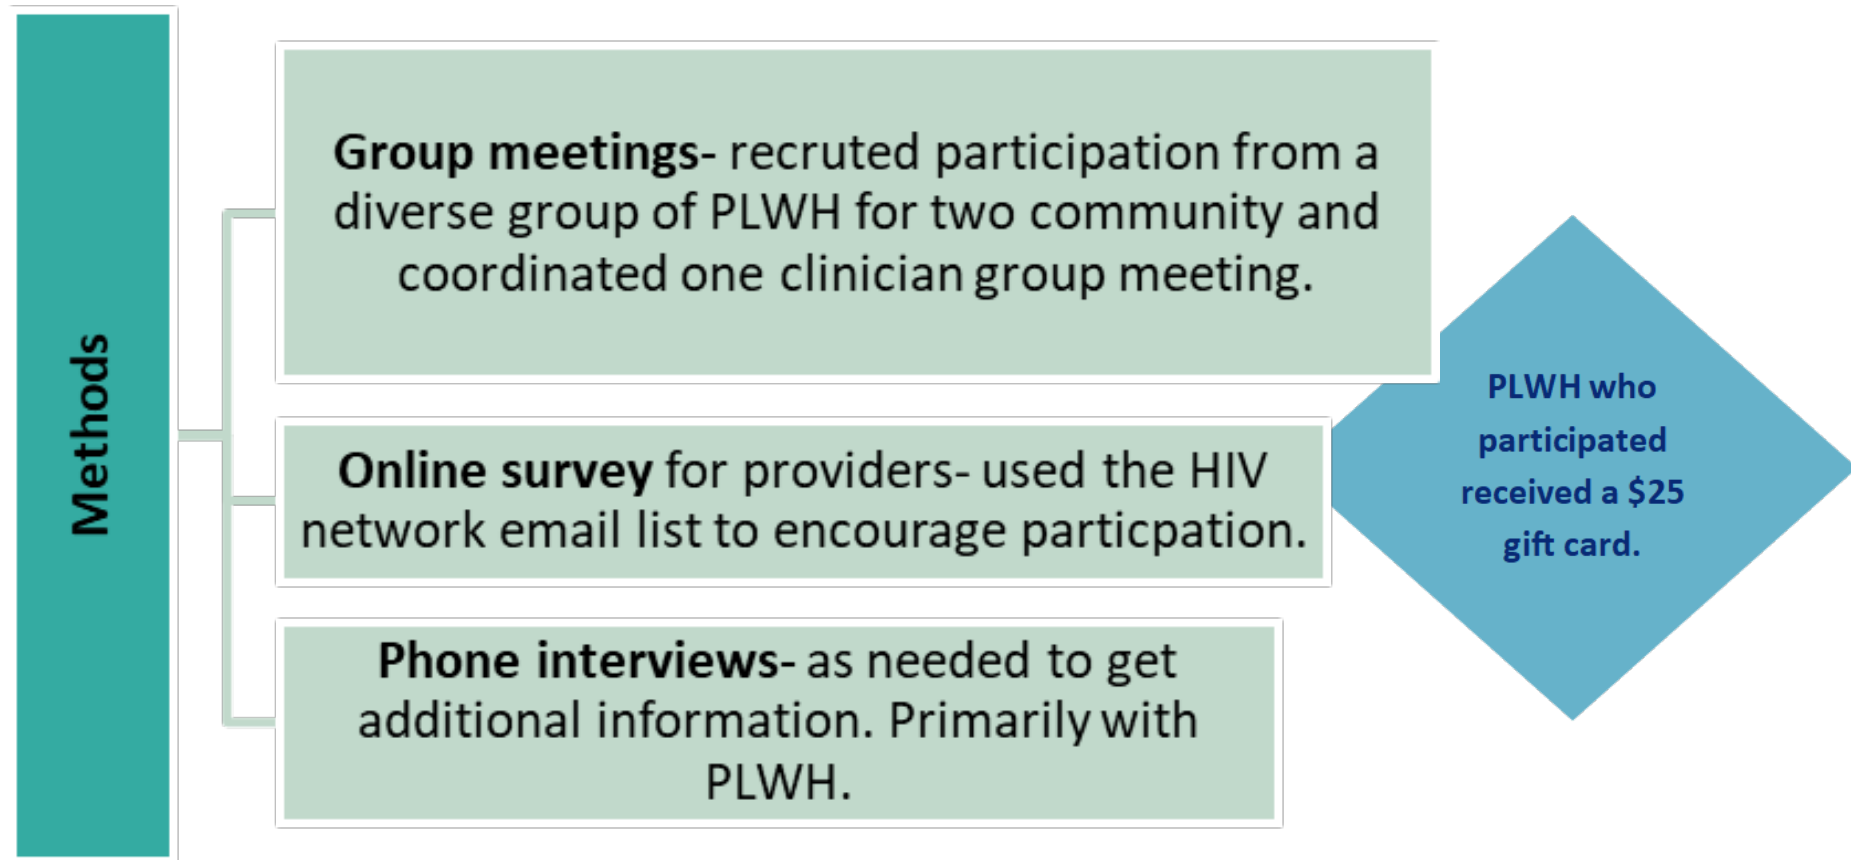 Methods
Group meetings- recruted participation from a
diverse group of PLWH for two community and
coordinated one clinician group meeting.
Online survey for providers- used the HIV
network email list to encourage particpation.
Phone interviews- as needed to get
additional information. Primarily with
PLWH.
PLWH who
participated
received a $25
gift card.